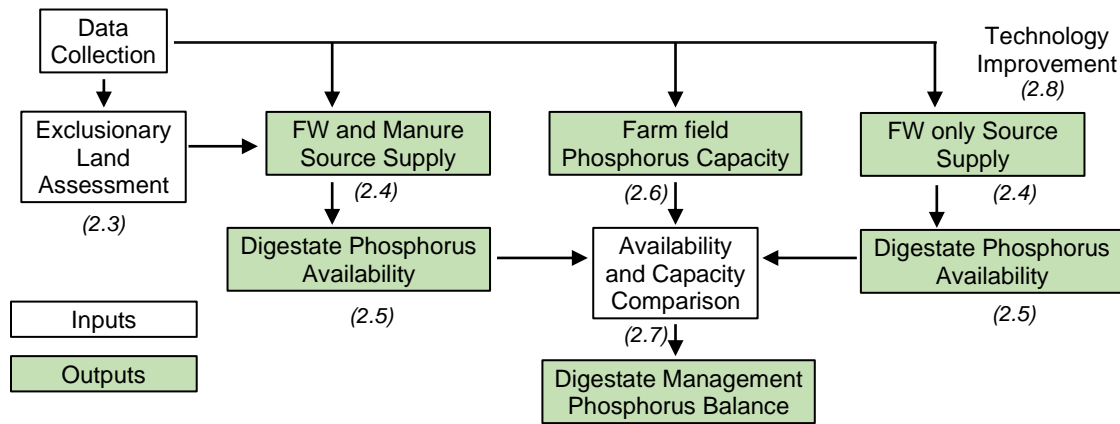 Data
Collection
Technology
Improvement
(2.8)
Exclusionary
Land
Assessment
(2.3)
FW and Manure
Source Supply
(2.4)
Farm field
Phosphorus Capacity
(2.6)
FW only Source
Supply
(2.4)
Digestate Phosphorus
Availability
(2.5)
Availability
and Capacity
Comparison
(2.7)
Digestate Phosphorus
Availability
(2.5)
Inputs
Outputs
Digestate Management
Phosphorus Balance